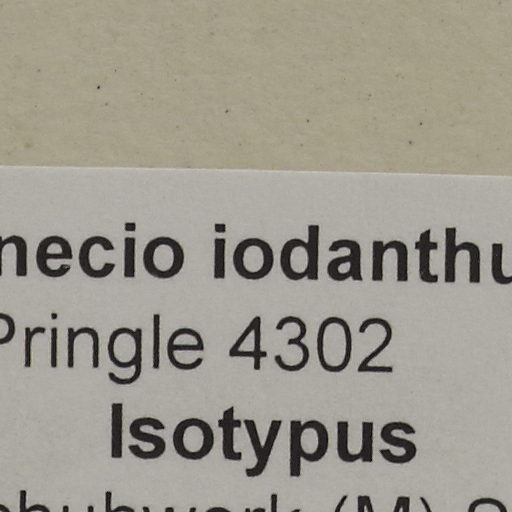 necio iodanthu
Pringle 4302
Isotypus